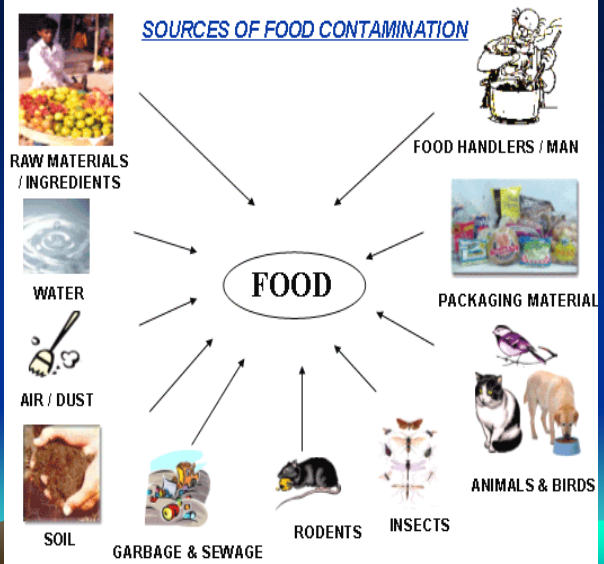 SOURCES OF FOOD CONTAMINATION
RAW MATERIALS
/ INGREDIENTS
FOOD HANDLERS / MAN
WATER
FOOD
PACKAGING MATERIAL
AIR / DUST
ANIMALS & BIRDS
SOIL
GARBAGE & SEWAGE
RODENTS
INSECTS